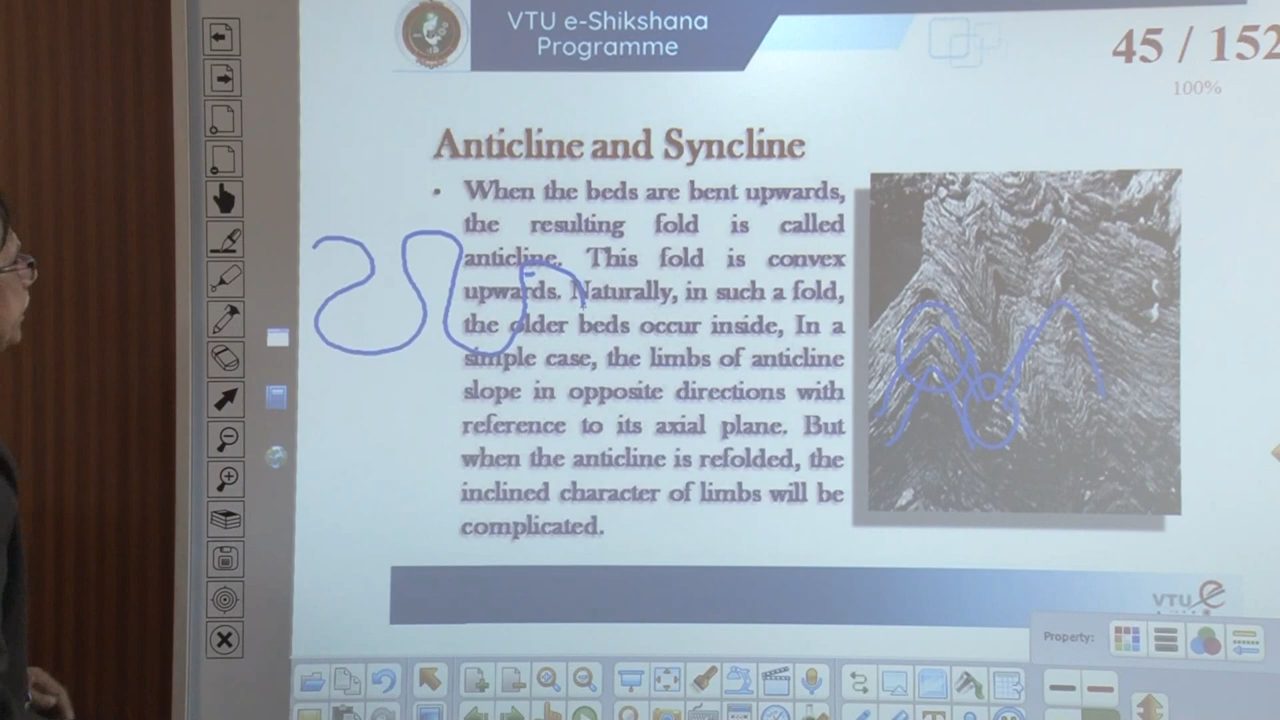 VTU e-Shikshana
Programme
45 / 152
100%
Anticline and Syncline
• When the beds are bent upwards,
the resulting fold is called
anticline. This fold is convex
upwards. Naturally, in such a fold,
the older beds occur inside, In a
simple case, the limbs of anticline
slope in opposite directions with
reference to its axial plane. But
when the anticline is refolded, the
inclined character of limbs will be
complicated.
VTU e
Property: